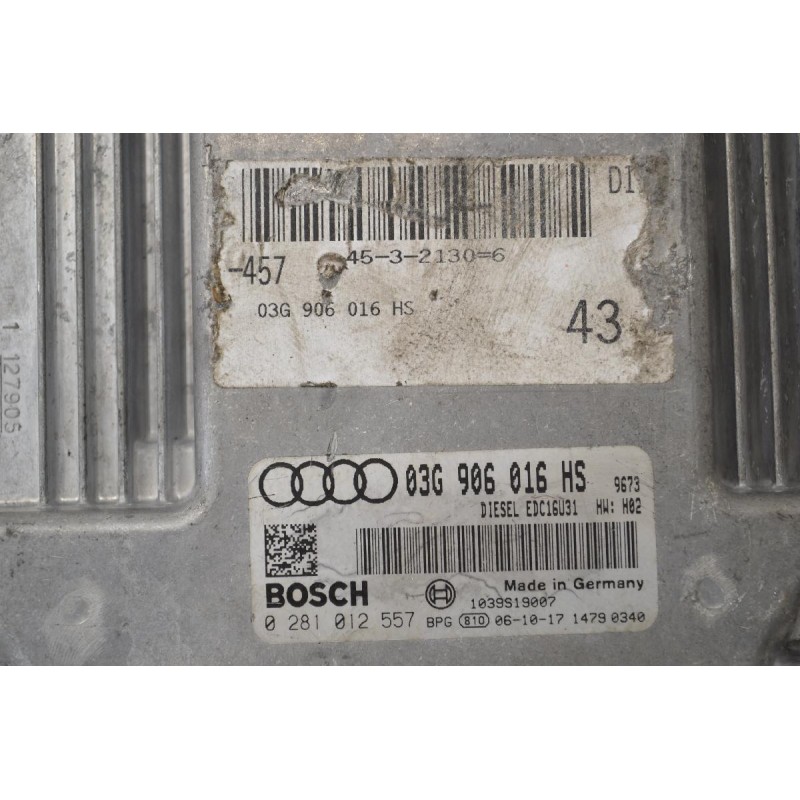 DI
-457
45-3-2130=6
03G 906 016 HS
43
1 127905
03G 906 016 HS 9673
DIESEL EDC16U31 HW: H02
BOSCH
Made in Germany
1039S19007
0 281 012 557 BPG 810 06-10-17 1479 0340